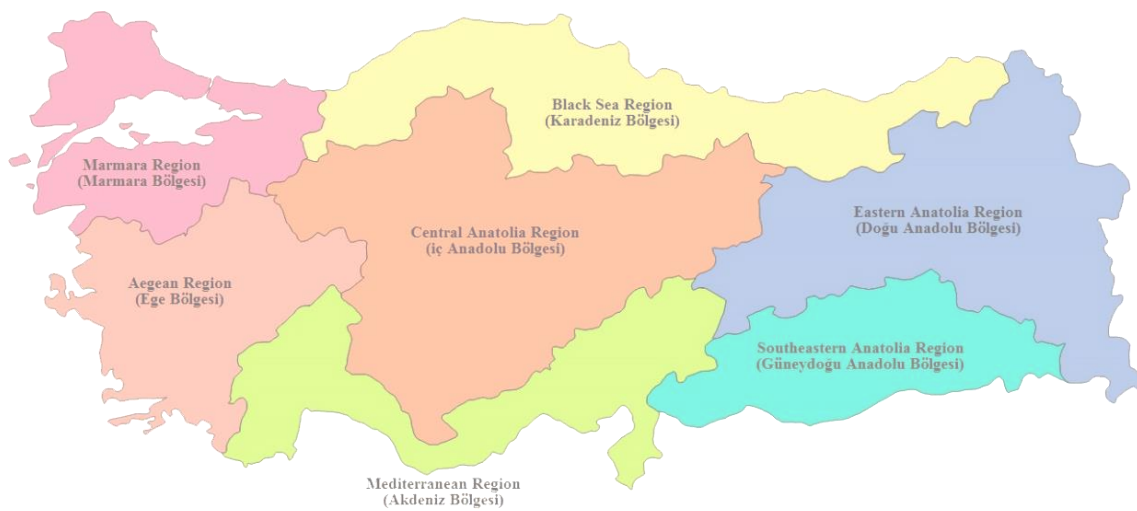 Black Sea Region
(Karadeniz Bölgesi)
Marmara Region
(Marmara Bölgesi)
Eastern Anatolia Region
(Doğu Anadolu Bölgesi)
Central Anatolia Region
(iç Anadolu Bölgesi)
Aegean Region
(Ege Bölgesi)
Southeastern Anatolia Region
(Güneydoğu Anadolu Bölgesi)
Mediterranean Region
(Akdeniz Bölgesi)